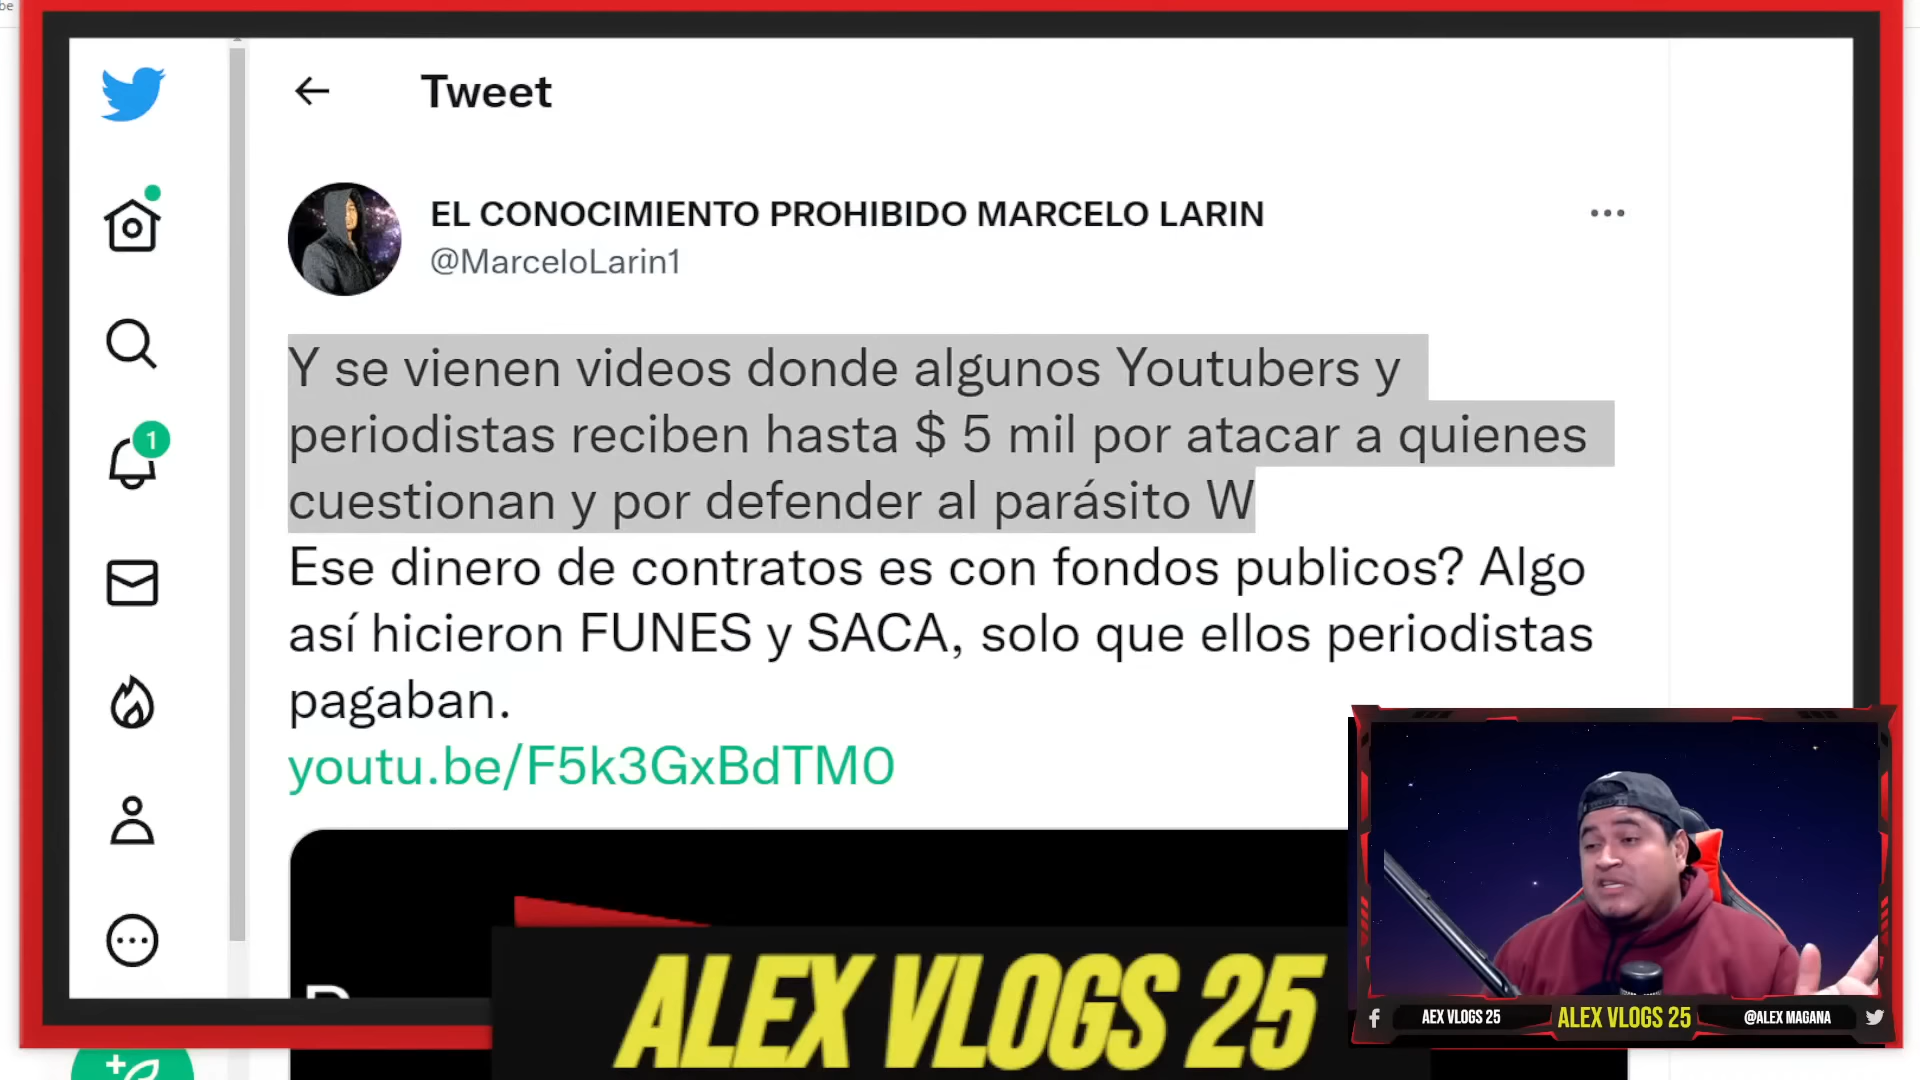 be
Tweet
EL CONOCIMIENTO PROHIBIDO MARCELO LARIN
@MarceloLarin1
1
Y se vienen videos donde algunos Youtubers y
periodistas reciben hasta $ 5 mil por atacar a quienes
cuestionan y por defender al parásito W
Ese dinero de contratos es con fondos publicos? Algo
así hicieron FUNES y SACA, solo que ellos periodistas
pagaban.
youtu.be/F5k3GxBdTM0
ALEX VLOGS 25
AEX VLOGS 25
ALEX VLOGS 25
@ALEX MAGANA